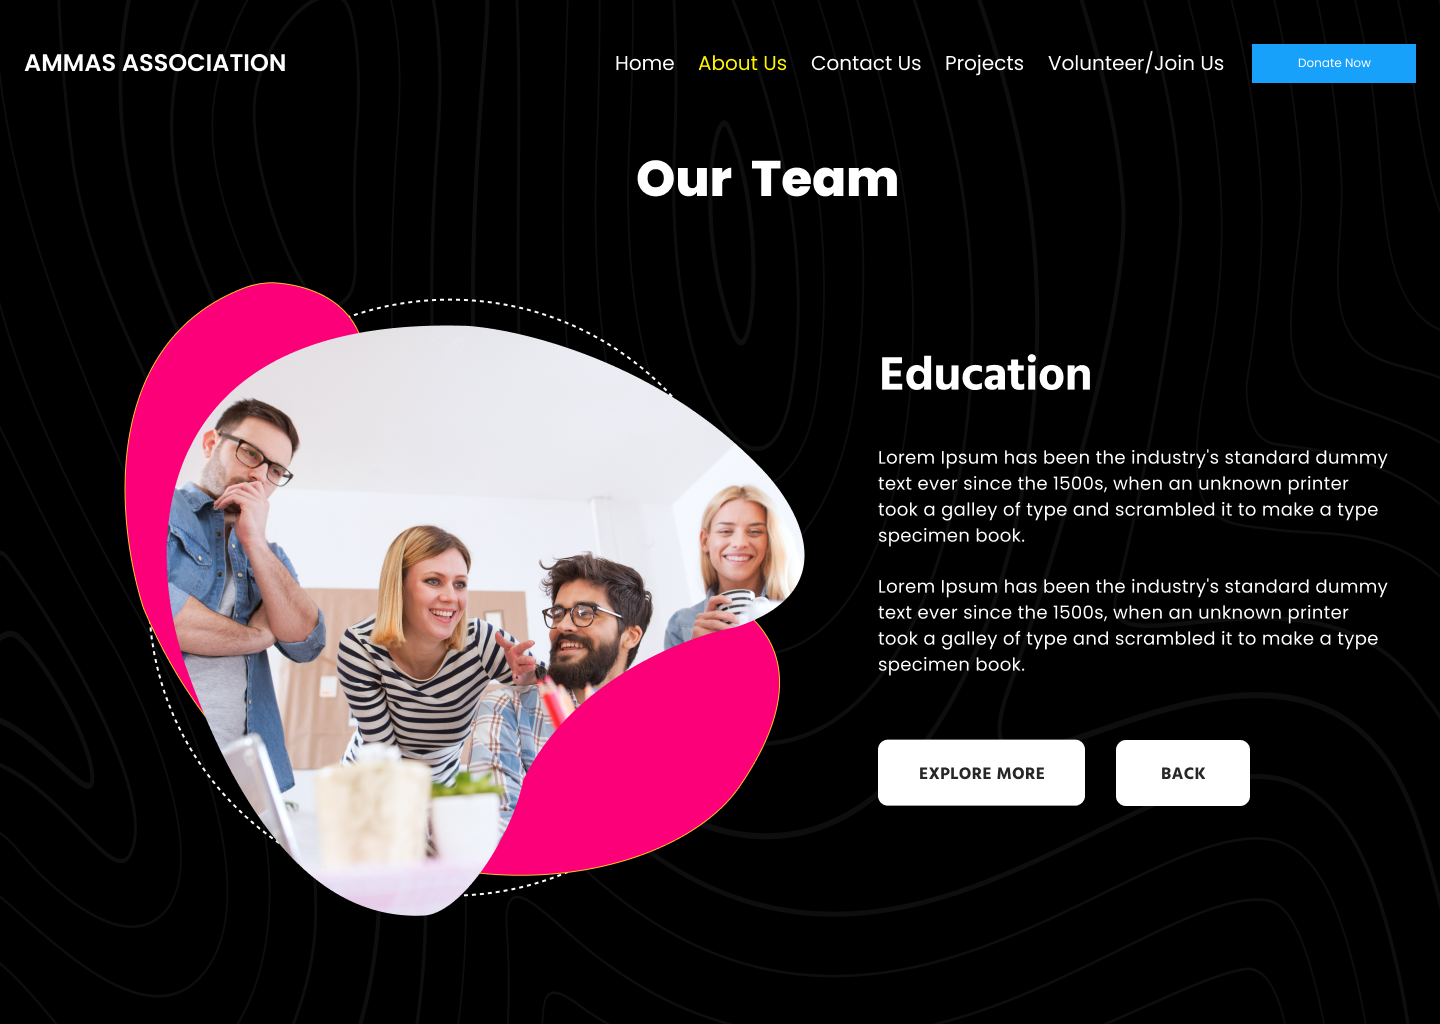 AMMAS ASSOCIATION
Home About Us Contact Us Projects Volunteer/Join Us Donate Now
Our Team
Education
Lorem Ipsum has been the industry's standard dummy
text ever since the 1500s, when an unknown printer
took a galley of type and scrambled it to make a type
specimen book.
Lorem Ipsum has been the industry's standard dummy
text ever since the 1500s, when an unknown printer
took a galley of type and scrambled it to make a type
specimen book.
EXPLORE MORE BACK